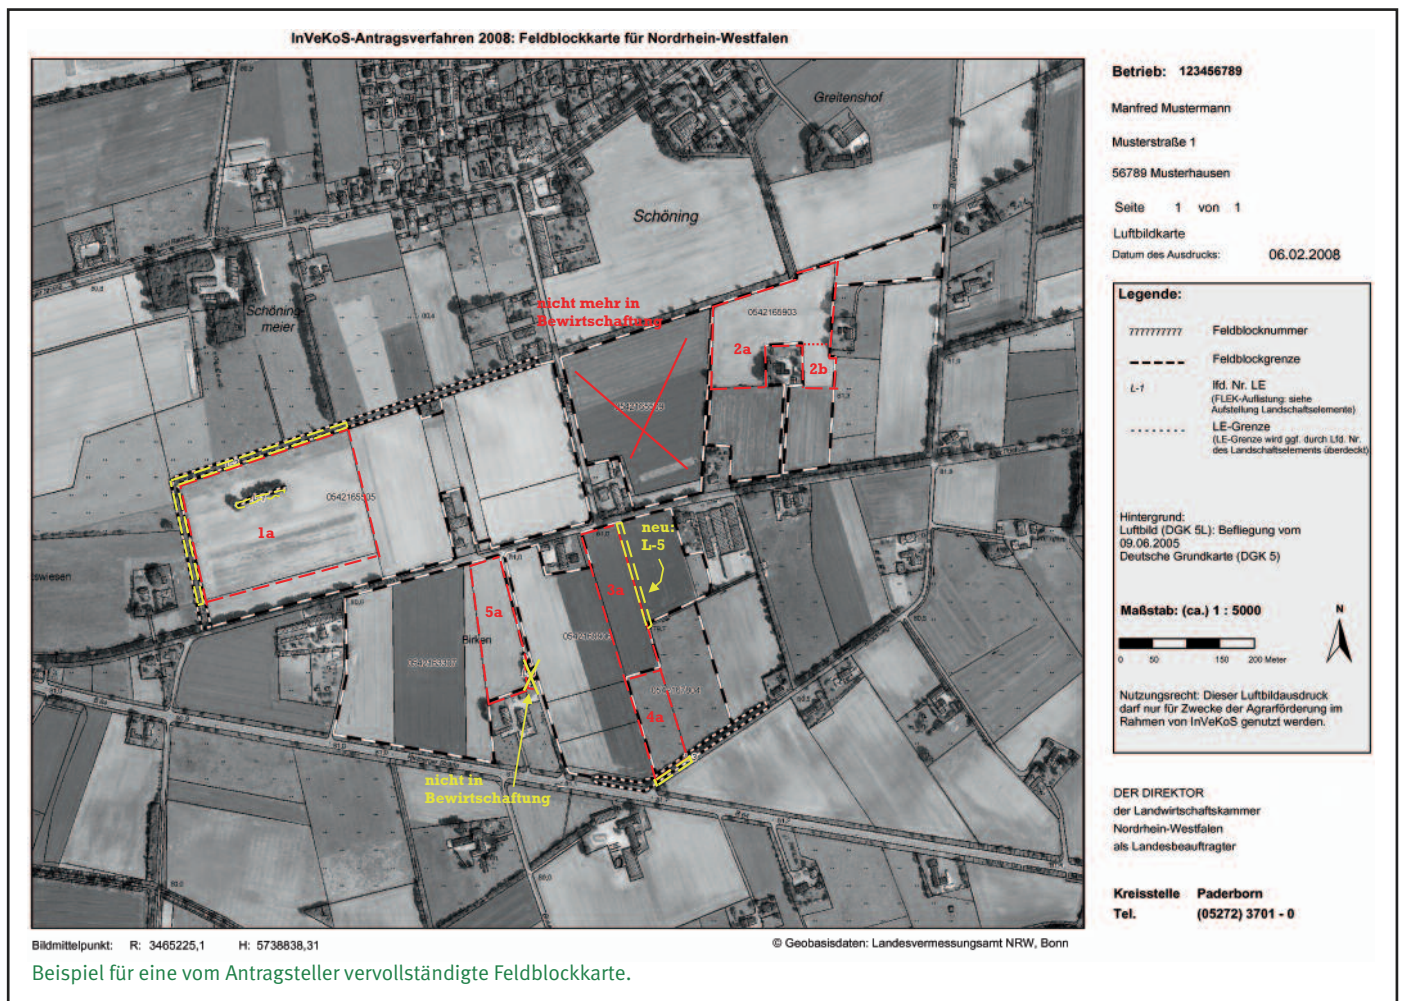 InVeKoS-Antragsverfahren 2008: Feldblockkarte für Nordrhein-Westfalen
Greitenshof
Schöning
Schöning-
meier
nicht mehr in
Bewirtschaftung
0542165903
2a
2b
0542165505
1a
neu:
L-5
3a
5a
Birken
4a
nicht in
Bewirtschaftung
Betrieb: 123456789
Manfred Mustermann
Musterstraße 1
56789 Musterhausen
Seite 1 von 1
Luftbildkarte
Datum des Ausdrucks: 06.02.2008
Legende:
7777777777 Feldblocknummer
Feldblockgrenze
L-1 lfd. Nr. LE
(FLEK-Auflistung: siehe
Aufstellung Landschaftselemente)
LE-Grenze
(LE-Grenze wird ggf. durch Lfd. Nr.
des Landschaftselements überdeckt)
Hintergrund:
Luftbild (DGK 5L): Befliegung vom
09.06.2005
Deutsche Grundkarte (DGK 5)
Maßstab: (ca.) 1 : 5000
N
0 50 100 150 200 Meter
Nutzungsrecht: Dieser Luftbildausdruck
darf nur für Zwecke der Agrarförderung im
Rahmen von InVeKoS genutzt werden.
DER DIREKTOR
der Landwirtschaftskammer
Nordrhein-Westfalen
als Landesbeauftragter
Kreisstelle Paderborn
Tel. (05272) 3701 - 0
Bildmittelpunkt: R: 3465225,1 H: 5738838,31
© Geobasisdaten: Landesvermessungsamt NRW, Bonn
Beispiel für eine vom Antragsteller vervollständigte Feldblockkarte.